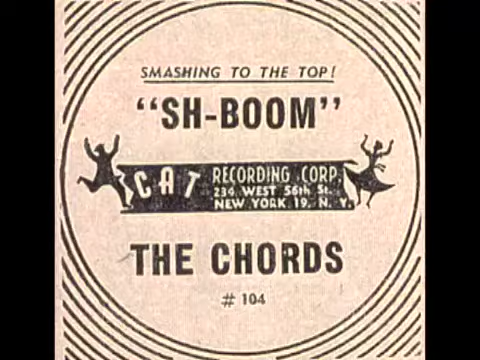 SMASHING TO THE TOP!
"SH-BOOM"
CAT RECORDING CORP.
234 WEST 56th St.
NEW YORK 19, N. Y.
THE CHORDS
# 104